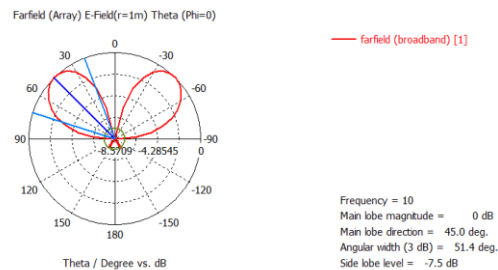 Farfield (Array) E-Field(r=1m) Theta (Phi=0)
farfield (broadband) [1]
0
30
-30
60
-60
90
-8.5709
-4.28545
0
-90
120
-120
150
-150
180
Theta / Degree vs. dB
Frequency = 10
Main lobe magnitude = 0 dB
Main lobe direction = 45.0 deg.
Angular width (3 dB) = 51.4 deg.
Side lobe level = -7.5 dB